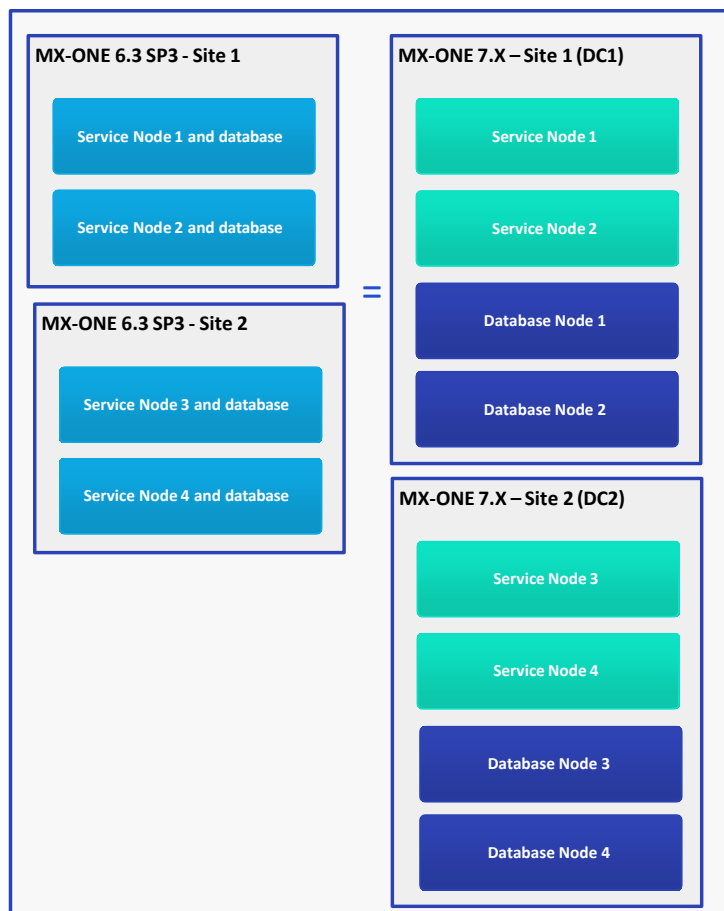 MX-ONE 6.3 SP3 - Site 1
Service Node 1 and database
Service Node 2 and database
MX-ONE 6.3 SP3 - Site 2
Service Node 3 and database
Service Node 4 and database
=
MX-ONE 7.X – Site 1 (DC1)
Service Node 1
Service Node 2
Database Node 1
Database Node 2
MX-ONE 7.X – Site 2 (DC2)
Service Node 3
Service Node 4
Database Node 3
Database Node 4